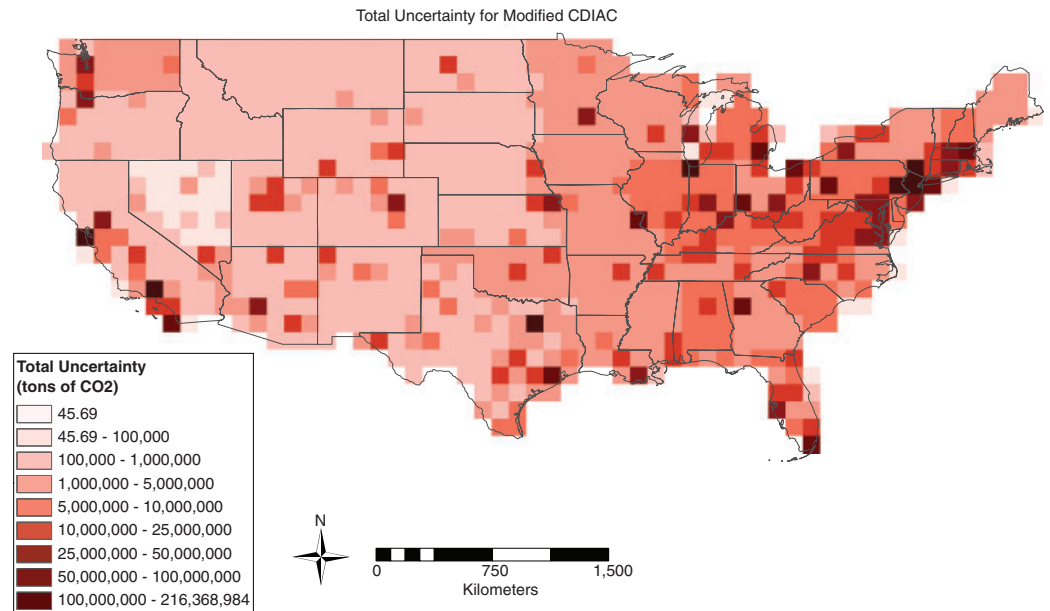 Total Uncertainty for Modified CDIAC
Total Uncertainty
(tons of CO2)
45.69
45.69 - 100,000
100,000 - 1,000,000
1,000,000 - 5,000,000
5,000,000 - 10,000,000
10,000,000 - 25,000,000
25,000,000 - 50,000,000
50,000,000 - 100,000,000
100,000,000 - 216,368,984
N
0 750 1,500
Kilometers